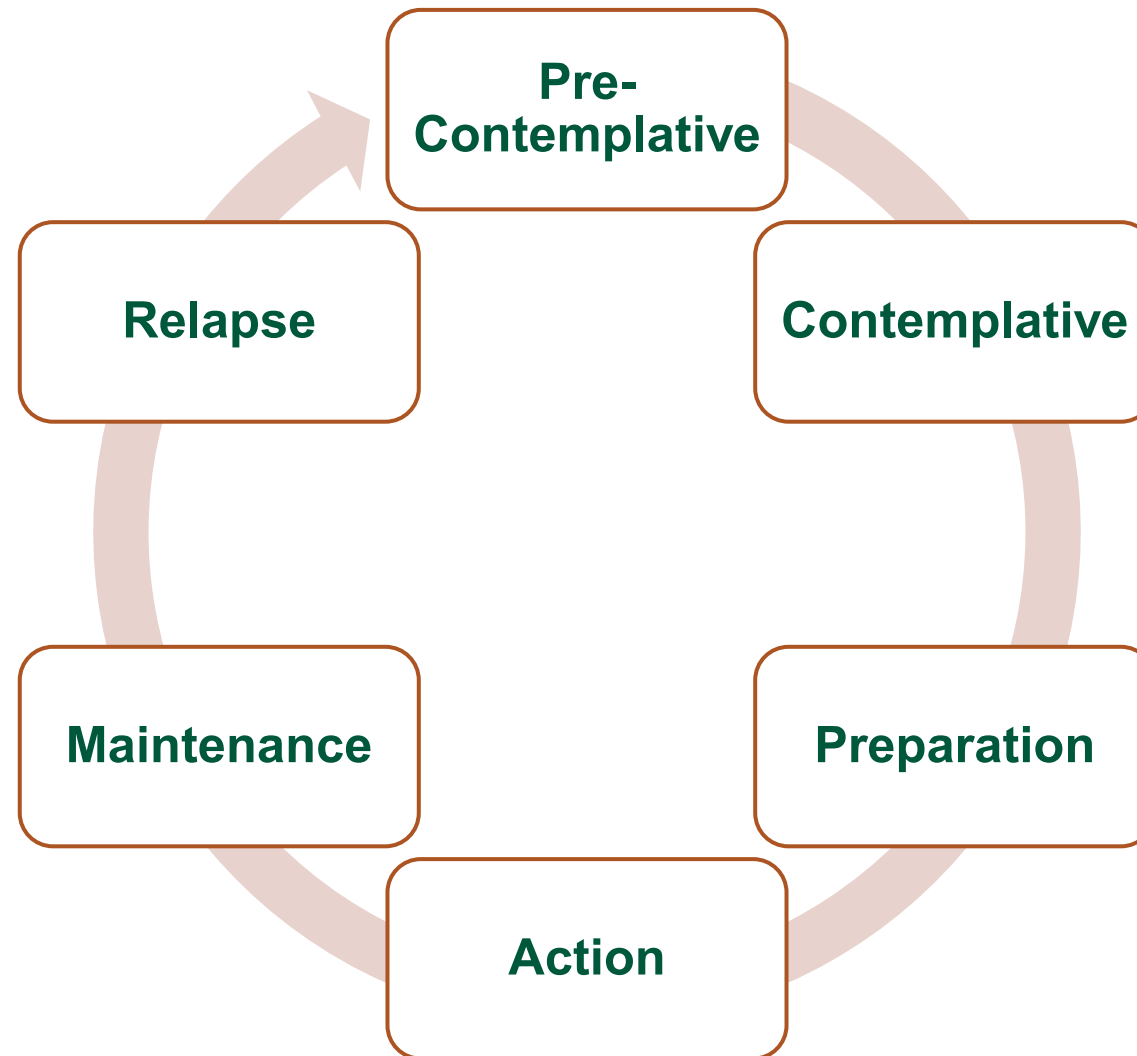 Pre-
Contemplative
Contemplative
Preparation
Action
Maintenance
Relapse